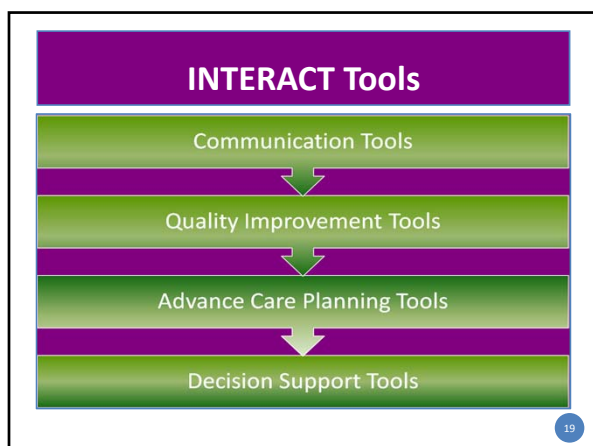 INTERACT Tools
Communication Tools
Quality Improvement Tools
Advance Care Planning Tools
Decision Support Tools
19